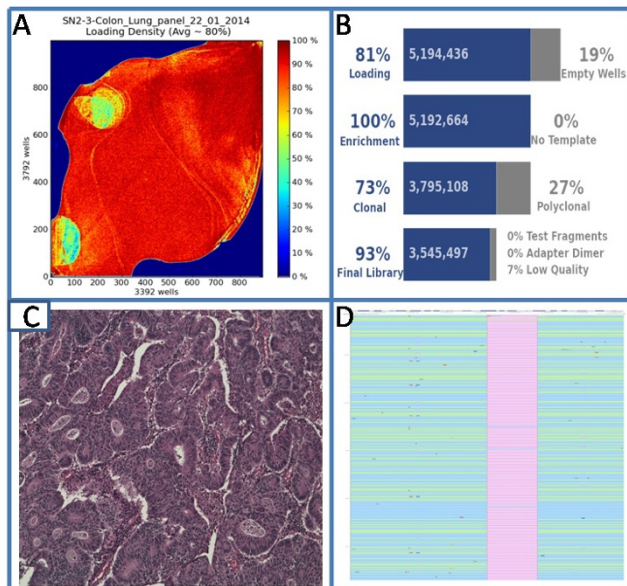 A
SN2-3-Colon_Lung_panel_22_01_2014
Loading Density (Avg ~ 80%)
100 %
90 %
80 %
70 %
60 %
50 %
40 %
30 %
20 %
10 %
0 %
800
600
400
200
0
3792 wells
0 100 200 300 400 500 600 700 800
3392 wells
B
81% 5,194,436 19%
Loading Empty Wells
100% 5,192,664 0%
Enrichment No Template
73% 3,795,108 27%
Clonal Polyclonal
93% 3,545,497 0% Test Fragments
Final Library 0% Adapter Dimer
7% Low Quality
C
D